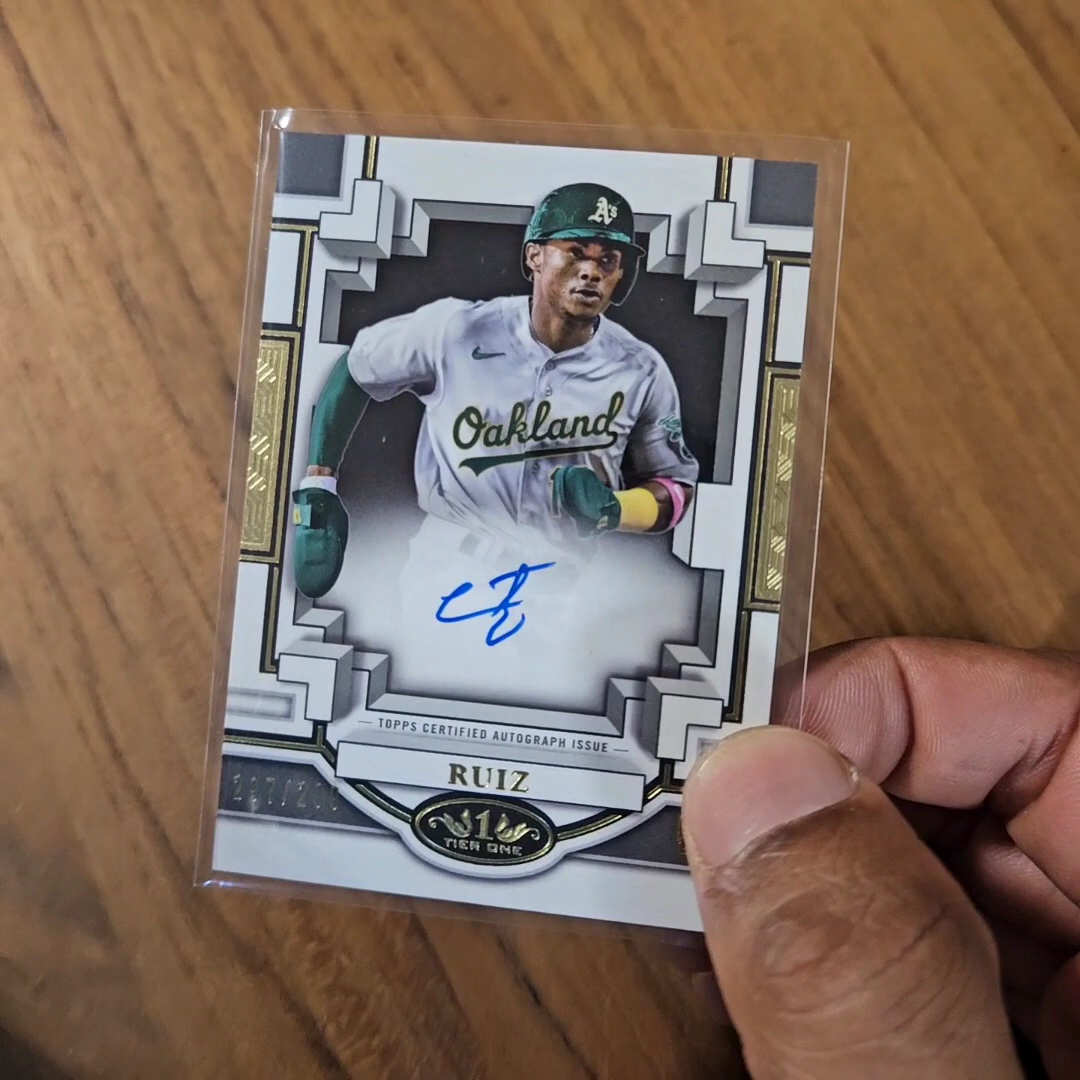 A's
Oakland
TOPPS CERTIFIED AUTOGRAPH ISSUE
RUIZ
1
TIER ONE